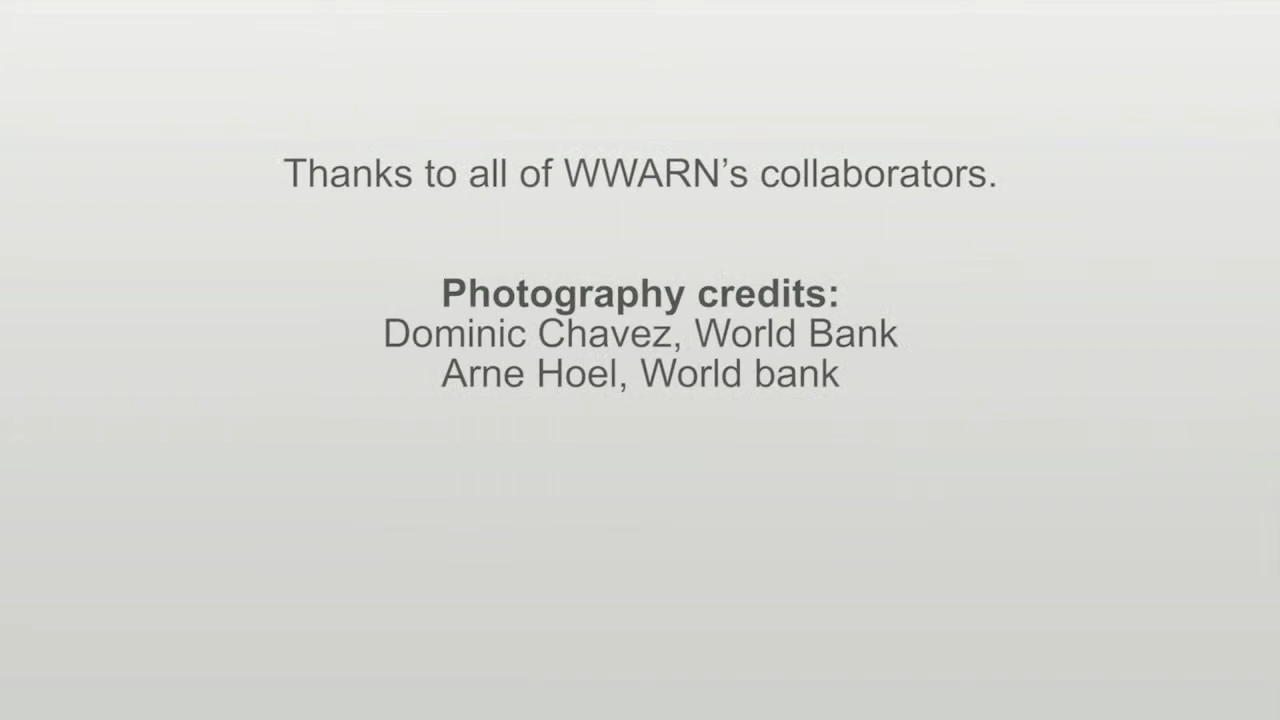 Thanks to all of WWARN’s collaborators.
Photography credits:
Dominic Chavez, World Bank
Arne Hoel, World bank